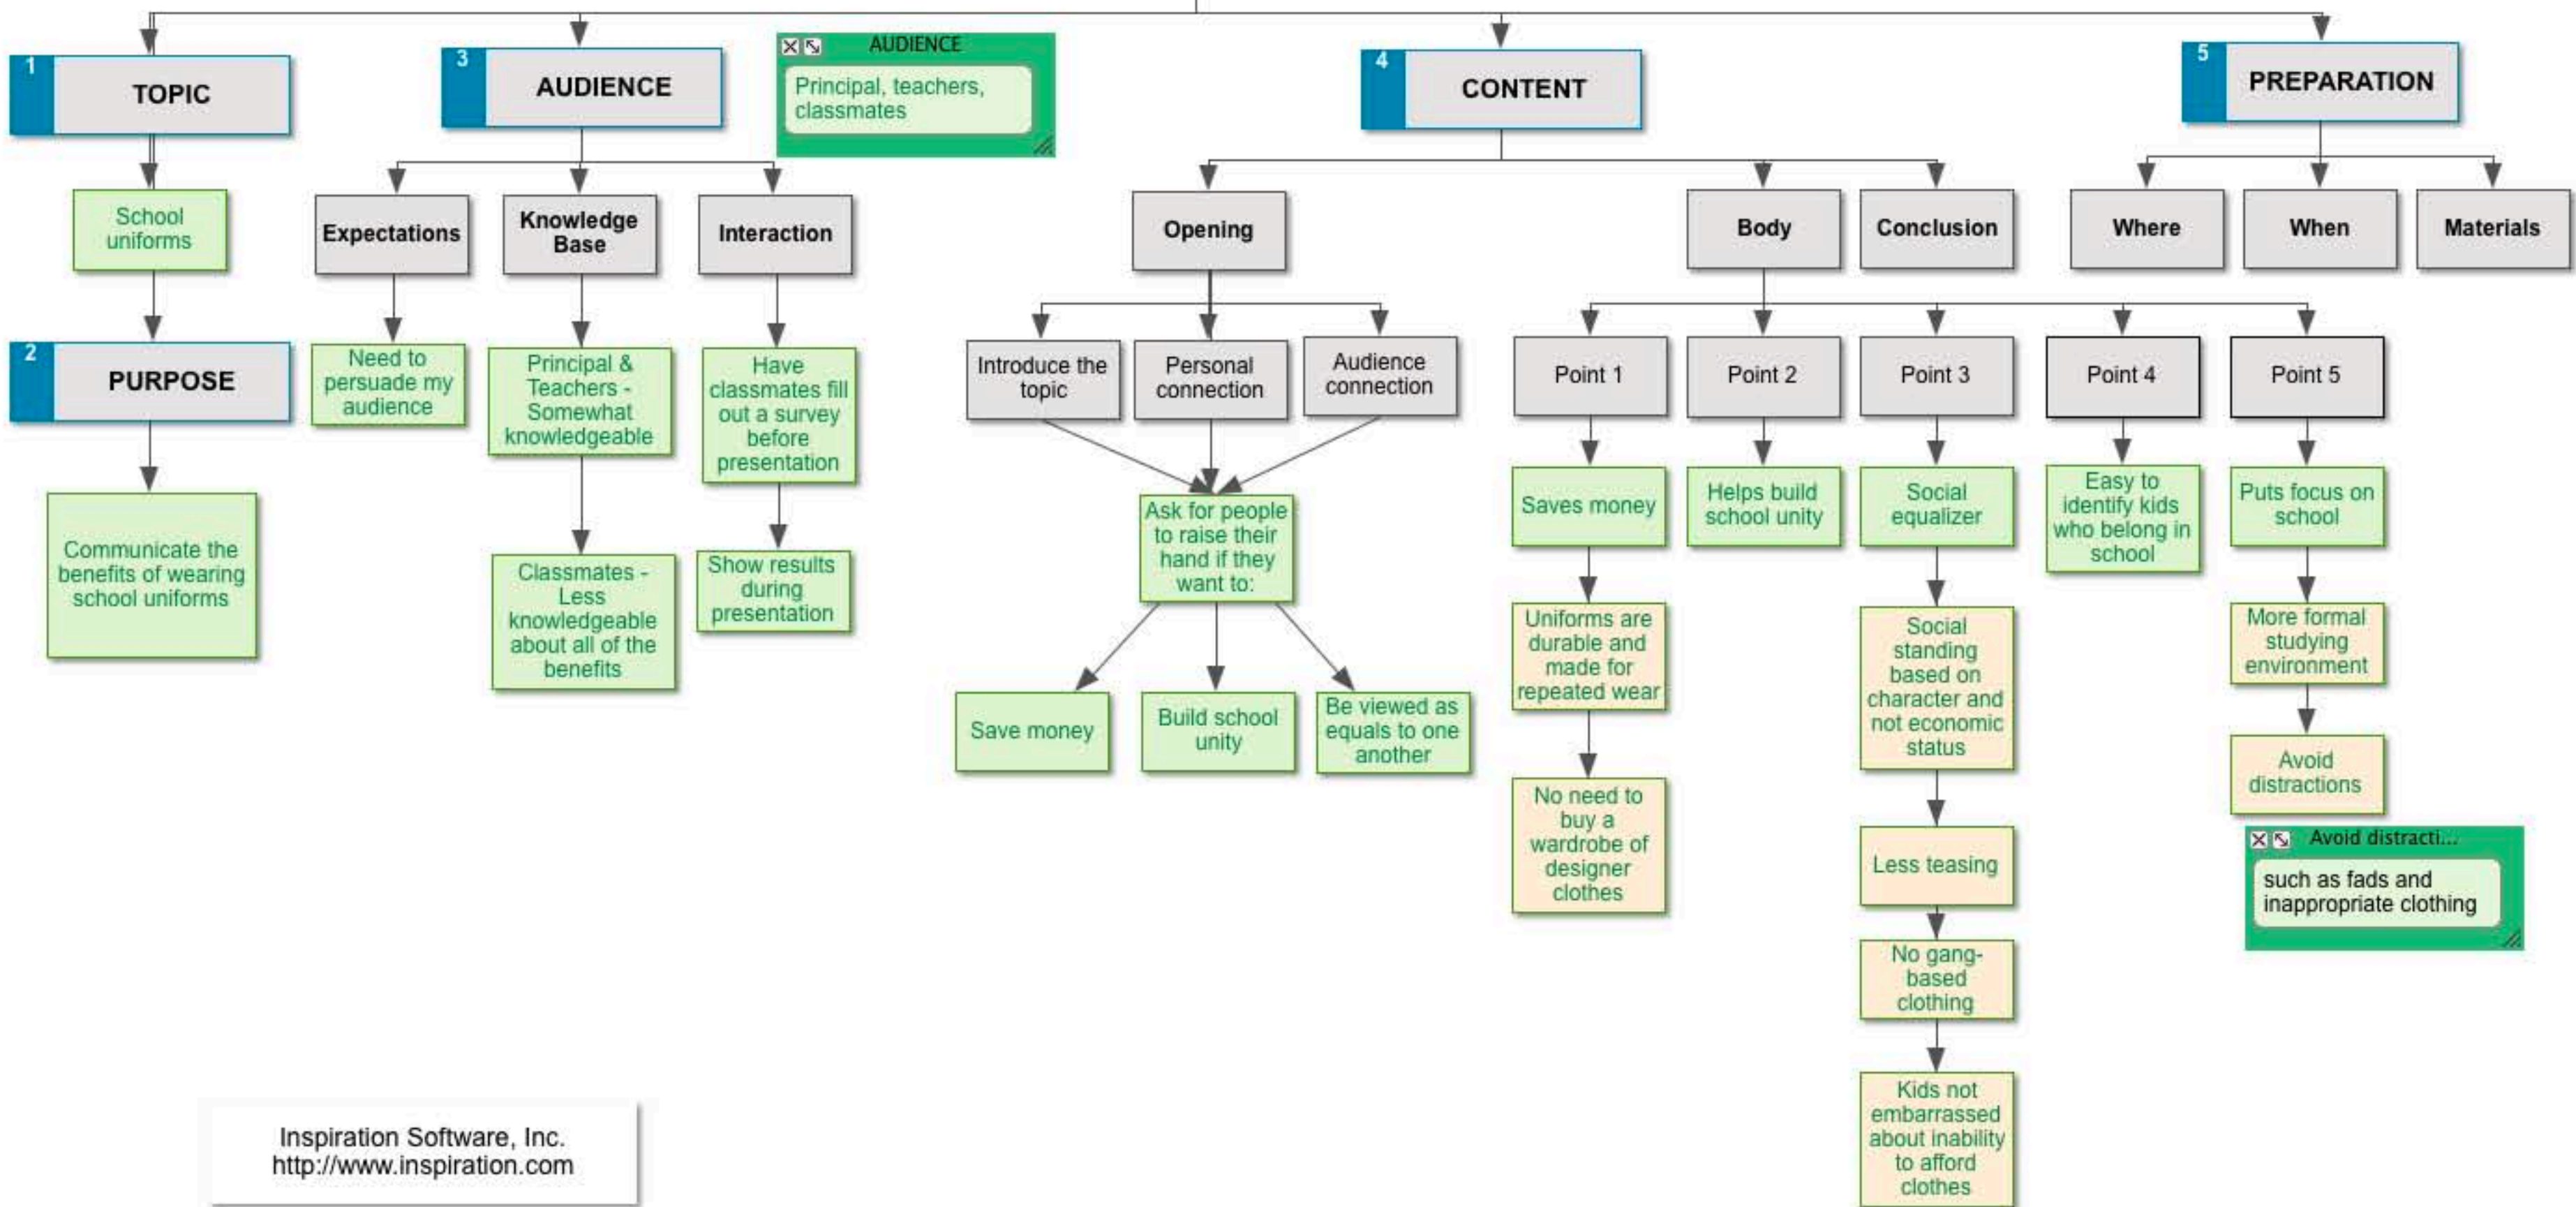 1
TOPIC
School
uniforms
2
PURPOSE
Communicate the
benefits of wearing
school uniforms
3
AUDIENCE
AUDIENCE
Principal, teachers,
classmates
Expectations
Need to
persuade my
audience
Knowledge
Base
Principal &
Teachers -
Somewhat
knowledgeable
Classmates -
Less
knowledgeable
about all of the
benefits
Interaction
Have
classmates fill
out a survey
before
presentation
Show results
during
presentation
4
CONTENT
Opening
Introduce the
topic
Personal
connection
Audience
connection
Ask for people
to raise their
hand if they
want to:
Save money
Build school
unity
Be viewed as
equals to one
another
Body
Point 1
Saves money
Uniforms are
durable and
made for
repeated wear
No need to
buy a
wardrobe of
designer
clothes
Point 2
Helps build
school unity
Point 3
Social
equalizer
Social
standing
based on
character and
not economic
status
Less teasing
No gang-
based
clothing
Kids not
embarrassed
about inability
to afford
clothes
Point 4
Easy to
identify kids
who belong in
school
Point 5
Puts focus on
school
More formal
studying
environment
Avoid
distractions
Avoid distracti...
such as fads and
inappropriate clothing
Conclusion
5
PREPARATION
Where
When
Materials
Inspiration Software, Inc.
http://www.inspiration.com